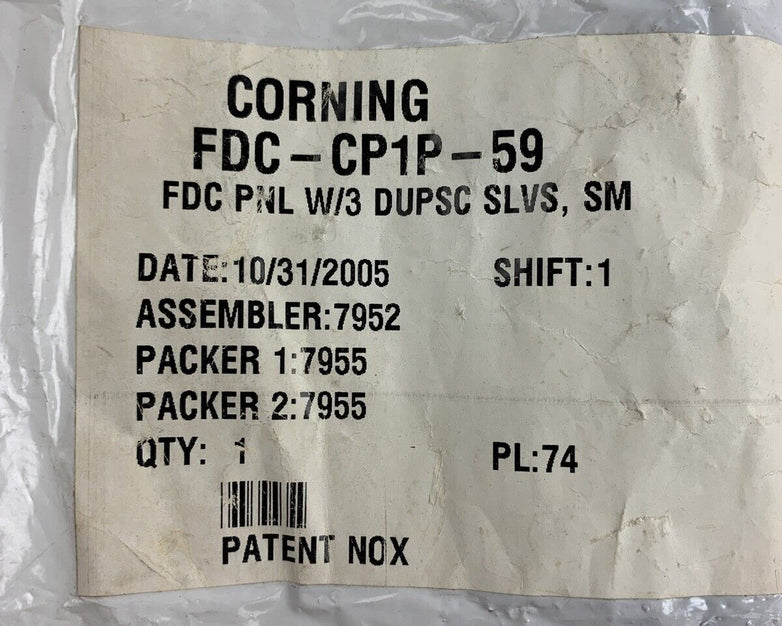 CORNING
FDC-CP1P-59
FDC PNL W/3 DUPSC SLVS, SM
DATE:10/31/2005 SHIFT:1
ASSEMBLER:7952
PACKER 1:7955
PACKER 2:7955
QTY: 1 PL:74
PATENT NOX